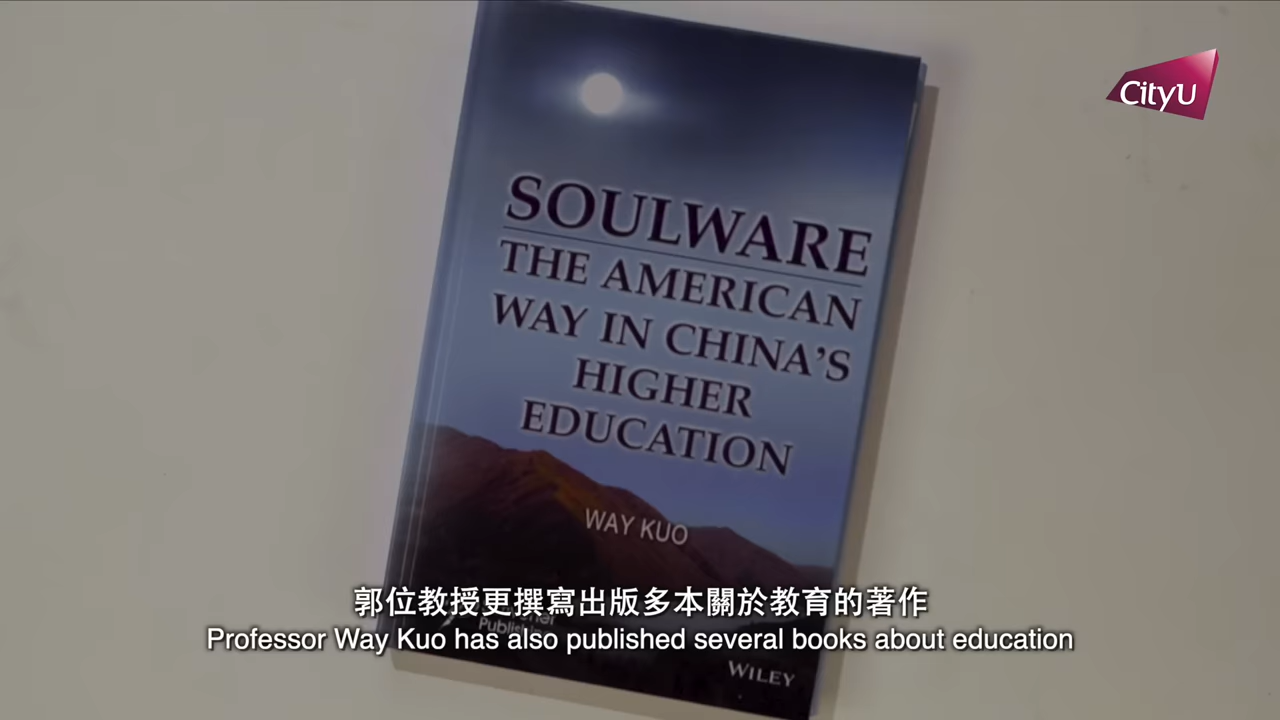 CityU
SOULWARE
THE AMERICAN
WAY IN CHINA'S
HIGHER
EDUCATION
WAY KUO
郭位教授更撰寫出版多本關於教育的著作
Professor Way Kuo has also published several books about education
WILEY